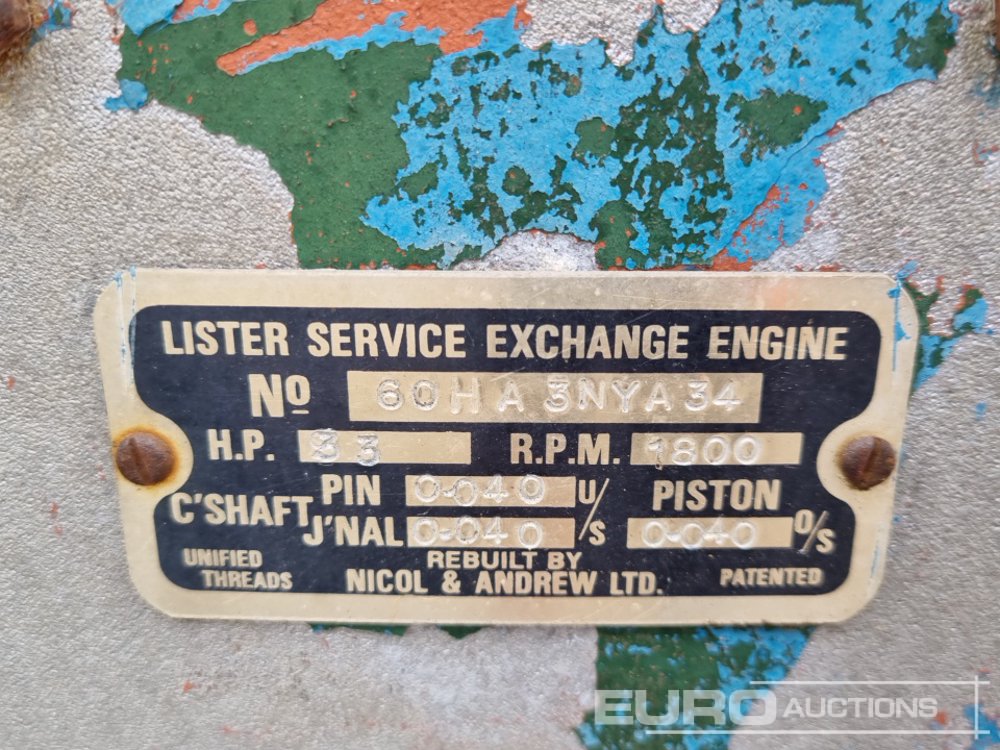 LISTER SERVICE EXCHANGE ENGINE
Nº 60HA3NYA34
H.P. 33 R.P.M. 1800
C'SHAFT PIN 0.040 U/S PISTON
J'NAL 0.040 0.040 O/S
UNIFIED THREADS
REBUILT BY
NICOL & ANDREW LTD.
PATENTED
EURO AUCTIONS